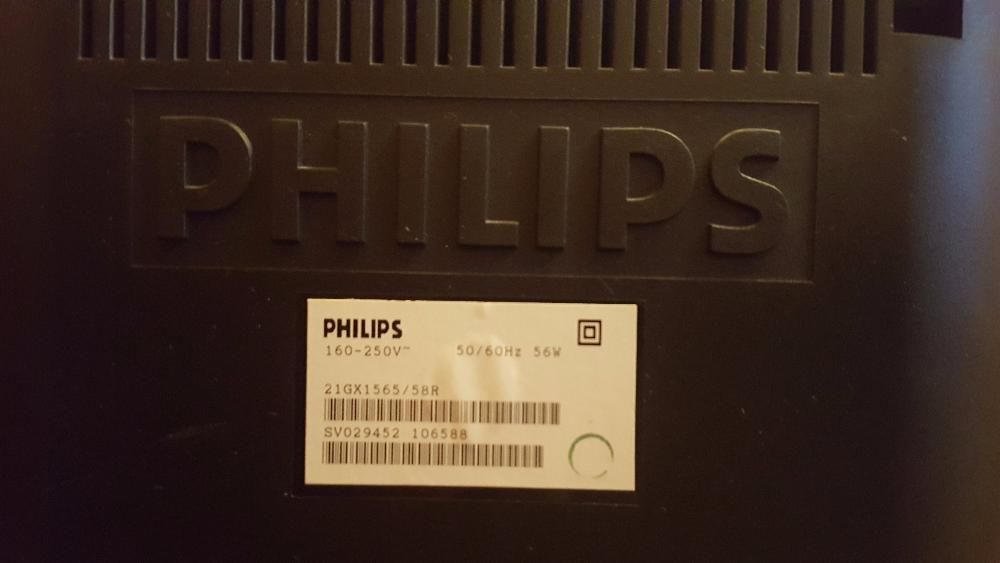 PHILIPS
PHILIPS
160-250V~ 50/60Hz 56W
21GX1565/58R
SV029452 106588